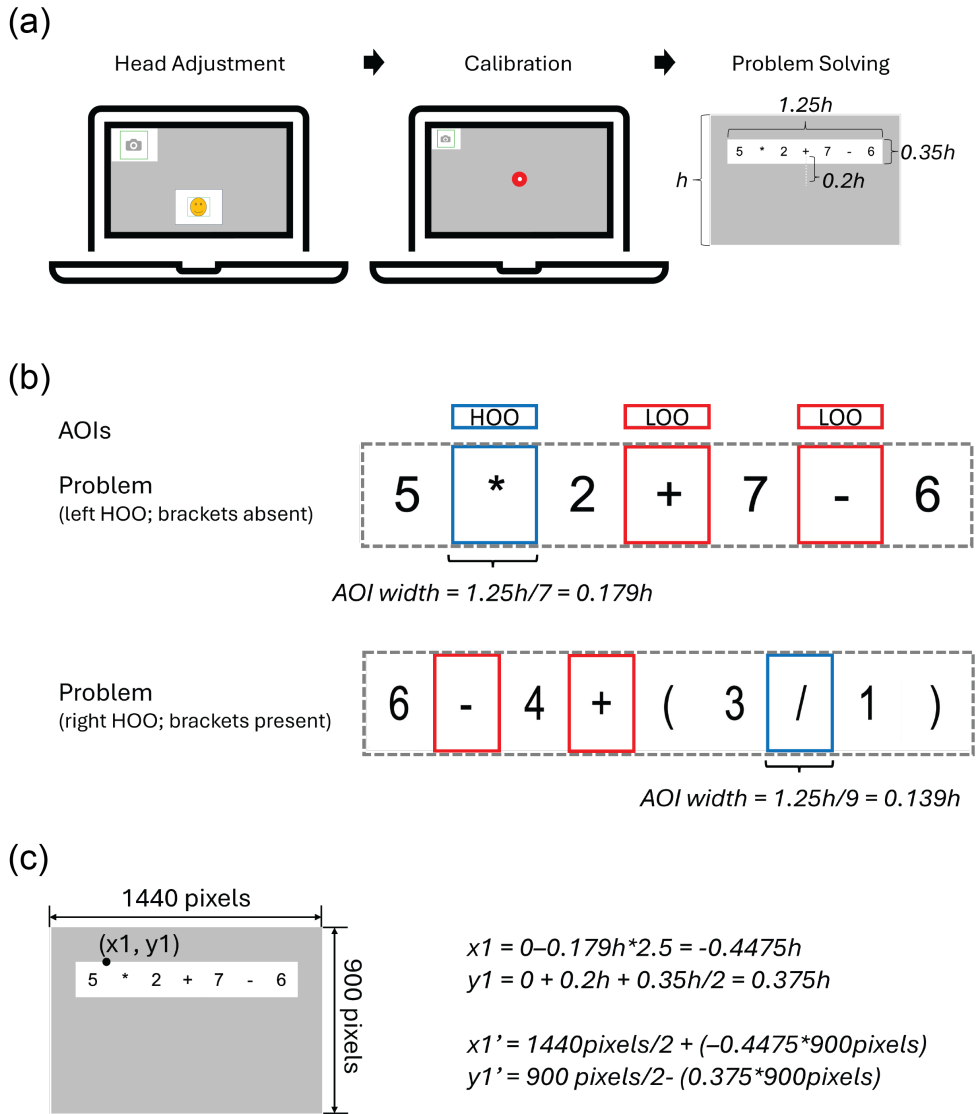 (a)
Head Adjustment
Calibration
Problem Solving
1.25h
5 * 2 + 7 - 6
0.35h
h
0.2h
(b)
AOIs
HOO
LOO
LOO
Problem
(left HOO; brackets absent)
5 * 2 + 7 - 6
AOI width = 1.25h/7 = 0.179h
Problem
(right HOO; brackets present)
6 - 4 + ( 3 / 1 )
AOI width = 1.25h/9 = 0.139h
(c)
1440 pixels
(x1, y1)
5 * 2 + 7 - 6
900 pixels
x1 = 0–0.179h*2.5 = -0.4475h
y1 = 0 + 0.2h + 0.35h/2 = 0.375h
x1’ = 1440pixels/2 + (–0.4475*900pixels)
y1’ = 900 pixels/2- (0.375*900pixels)